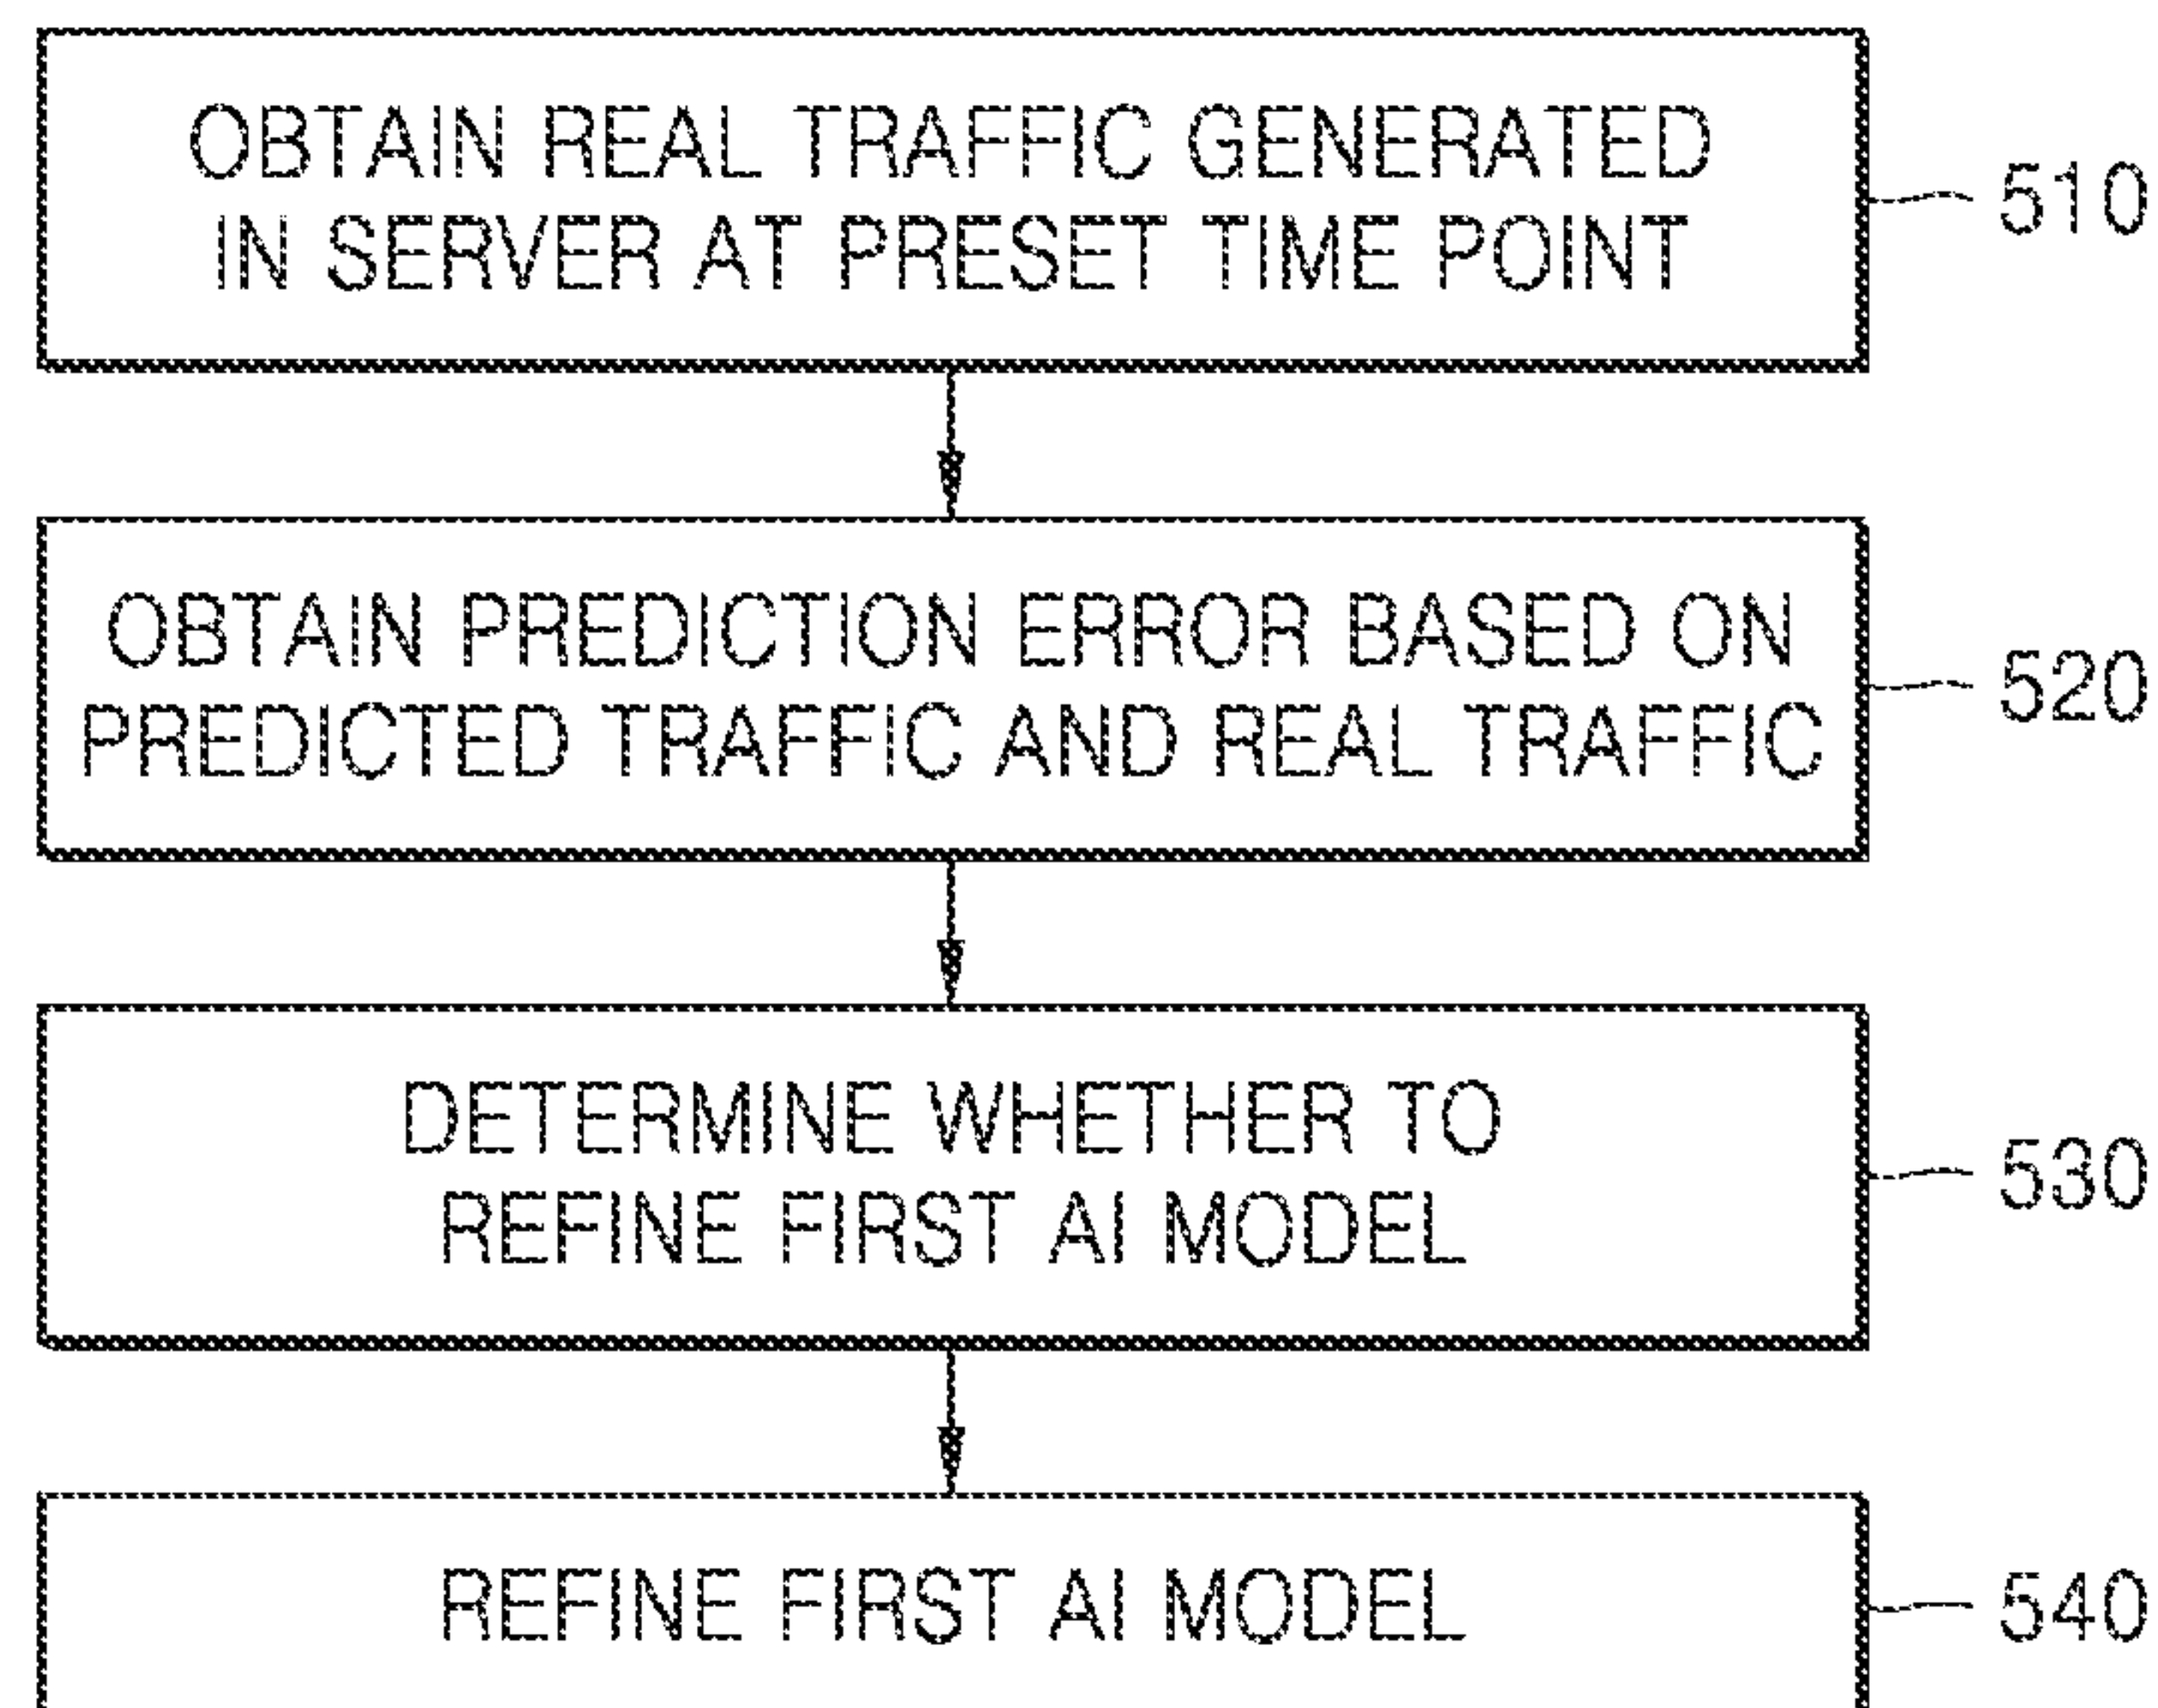 OBTAIN REAL TRAFFIC GENERATED
IN SERVER AT PRESET TIME POINT
510
OBTAIN PREDICTION ERROR BASED ON
PREDICTED TRAFFIC AND REAL TRAFFIC
520
DETERMINE WHETHER TO
REFINE FIRST AI MODEL
530
REFINE FIRST AI MODEL
540